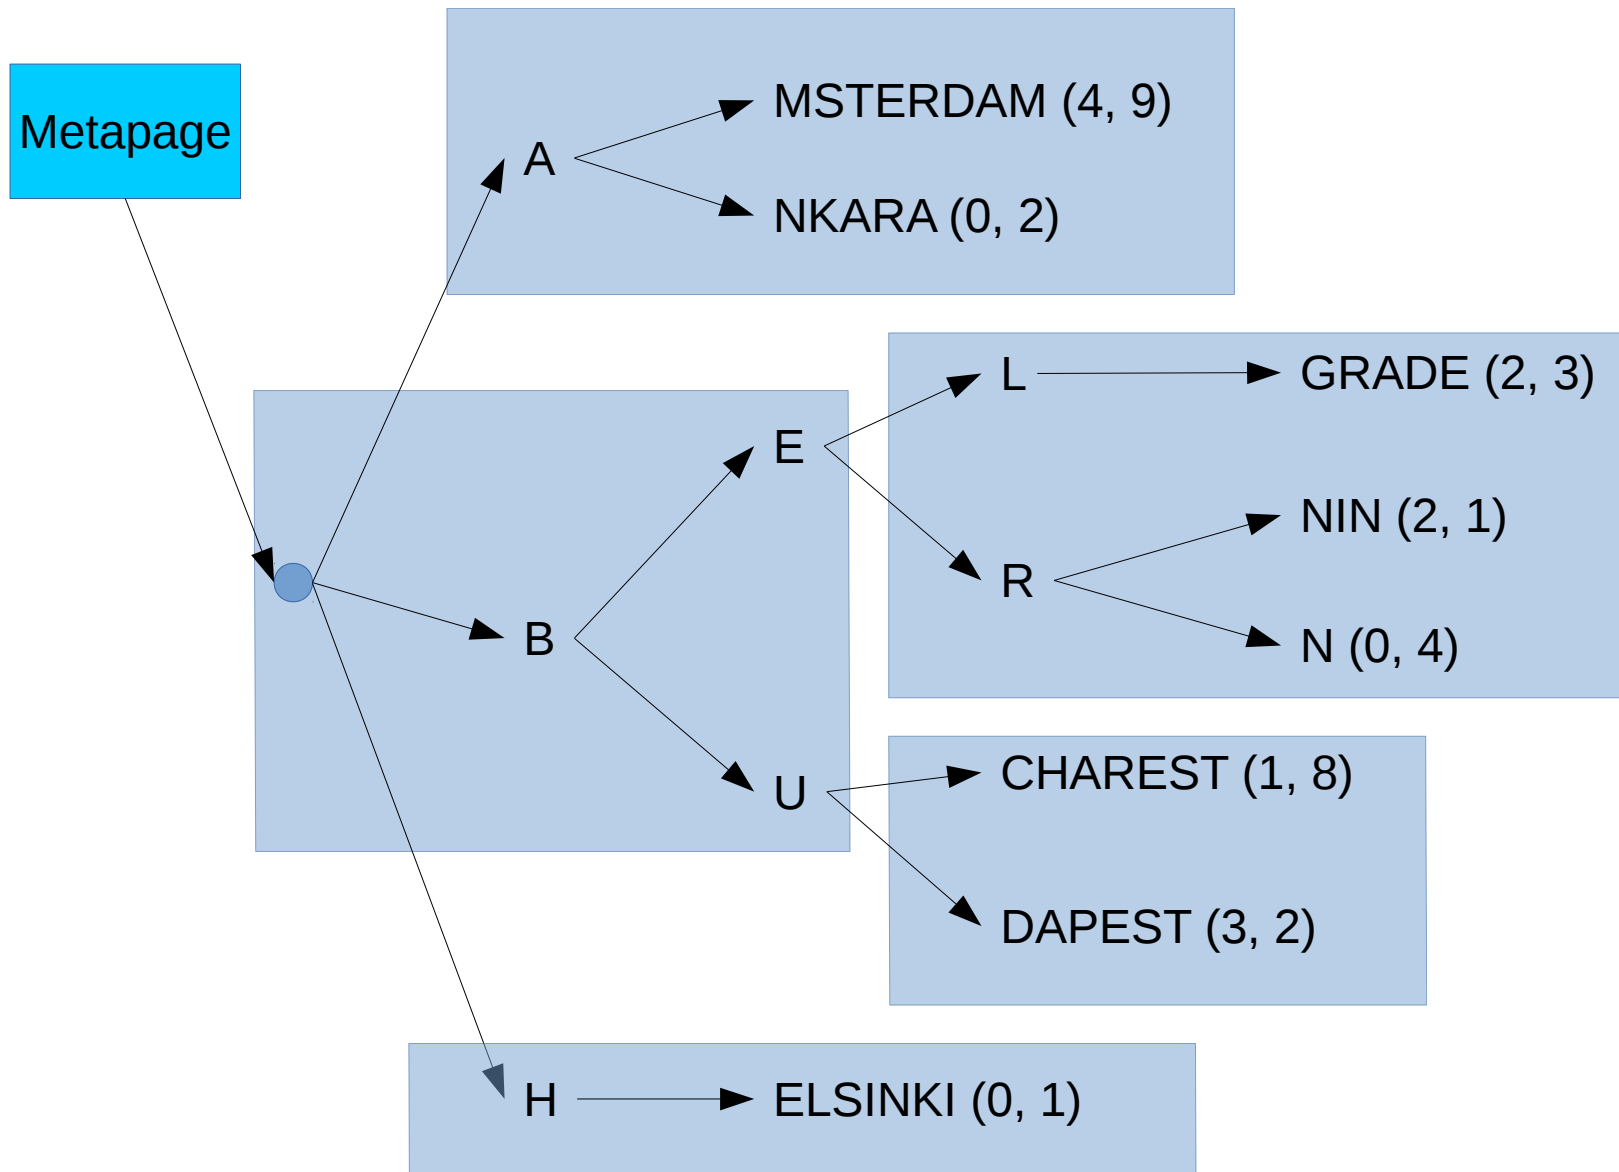 Metapage
A
MSTERDAM (4, 9)
NKARA (0, 2)
B
E
L
GRADE (2, 3)
R
NIN (2, 1)
N (0, 4)
U
CHAREST (1, 8)
DAPEST (3, 2)
H
ELSINKI (0, 1)